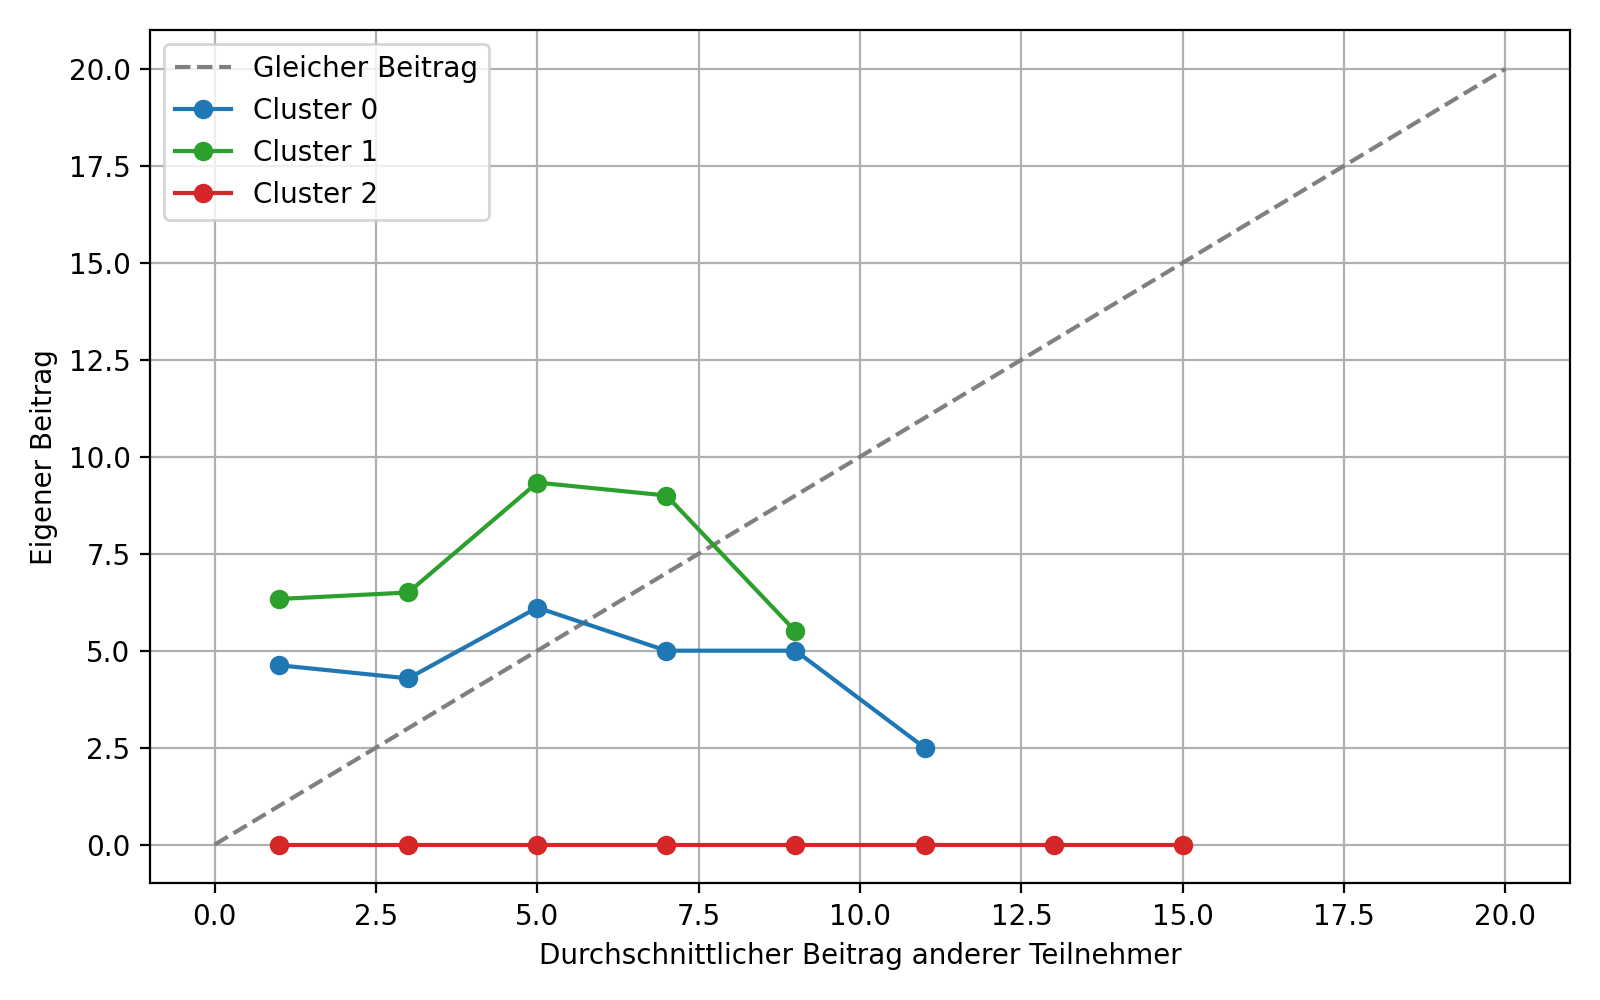 Gleicher Beitrag
Cluster 0
Cluster 1
Cluster 2
Eigener Beitrag
20.0
17.5
15.0
12.5
10.0
7.5
5.0
2.5
0.0
0.0 2.5 5.0 7.5 10.0 12.5 15.0 17.5 20.0
Durchschnittlicher Beitrag anderer Teilnehmer